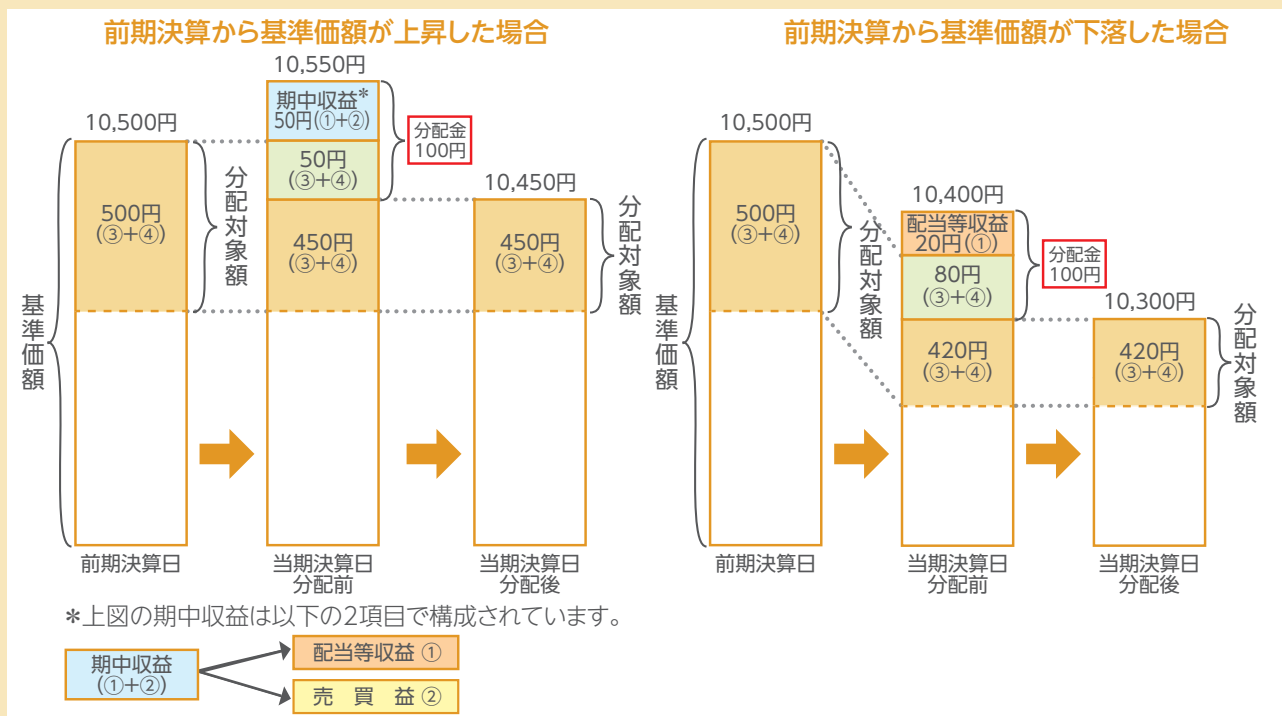 前期決算から基準価額が上昇した場合
10,500円
500円
(③+④)
分配対象額
基準価額
前期決算日
10,550円
期中収益*
50円(①+②)
50円
(③+④)
450円
(③+④)
分配金
100円
当期決算日
分配前
10,450円
450円
(③+④)
分配対象額
当期決算日
分配後
*上図の期中収益は以下の2項目で構成されています。
期中収益
(①+②)
配当等収益 ①
売 買 益 ②
前期決算から基準価額が下落した場合
10,500円
500円
(③+④)
分配対象額
基準価額
前期決算日
10,400円
配当等収益
20円(①)
80円
(③+④)
420円
(③+④)
分配金
100円
当期決算日
分配前
10,300円
420円
(③+④)
分配対象額
当期決算日
分配後